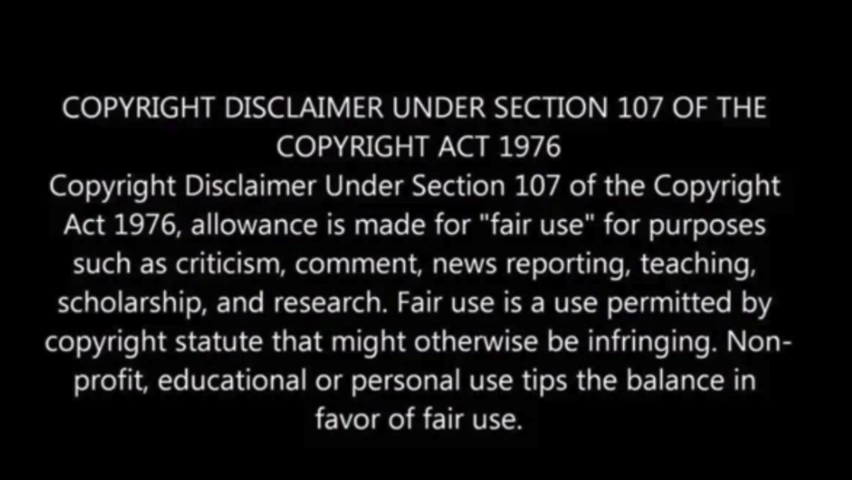 COPYRIGHT DISCLAIMER UNDER SECTION 107 OF THE
COPYRIGHT ACT 1976
Copyright Disclaimer Under Section 107 of the Copyright
Act 1976, allowance is made for "fair use" for purposes
such as criticism, comment, news reporting, teaching,
scholarship, and research. Fair use is a use permitted by
copyright statute that might otherwise be infringing. Non-
profit, educational or personal use tips the balance in
favor of fair use.